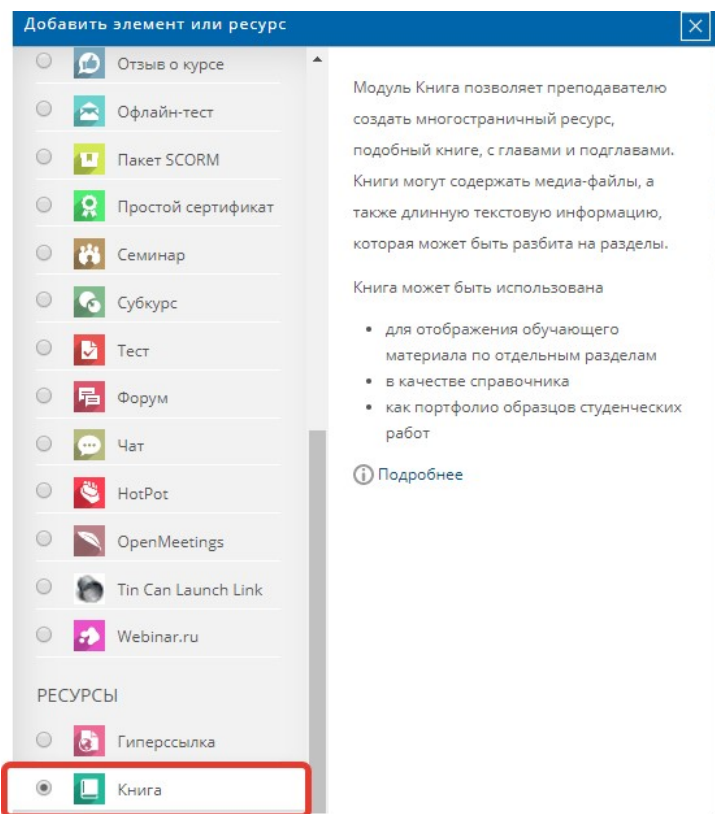 Добавить элемент или ресурс
Отзыв о курсе
Офлайн-тест
Пакет SCORM
Простой сертификат
Семинар
Субкурс
Тест
Форум
Чат
HotPot
OpenMeetings
Tin Can Launch Link
Webinar.ru
РЕСУРСЫ
Гиперссылка
Книга
Модуль Книга позволяет преподавателю
создать многостраничный ресурс,
подобный книге, с главами и подглавами.
Книги могут содержать медиа-файлы, а
также длинную текстовую информацию,
которая может быть разбита на разделы.
Книга может быть использована
• для отображения обучающего
материала по отдельным разделам
• в качестве справочника
• как портфолио образцов студенческих
работ
Подробнее